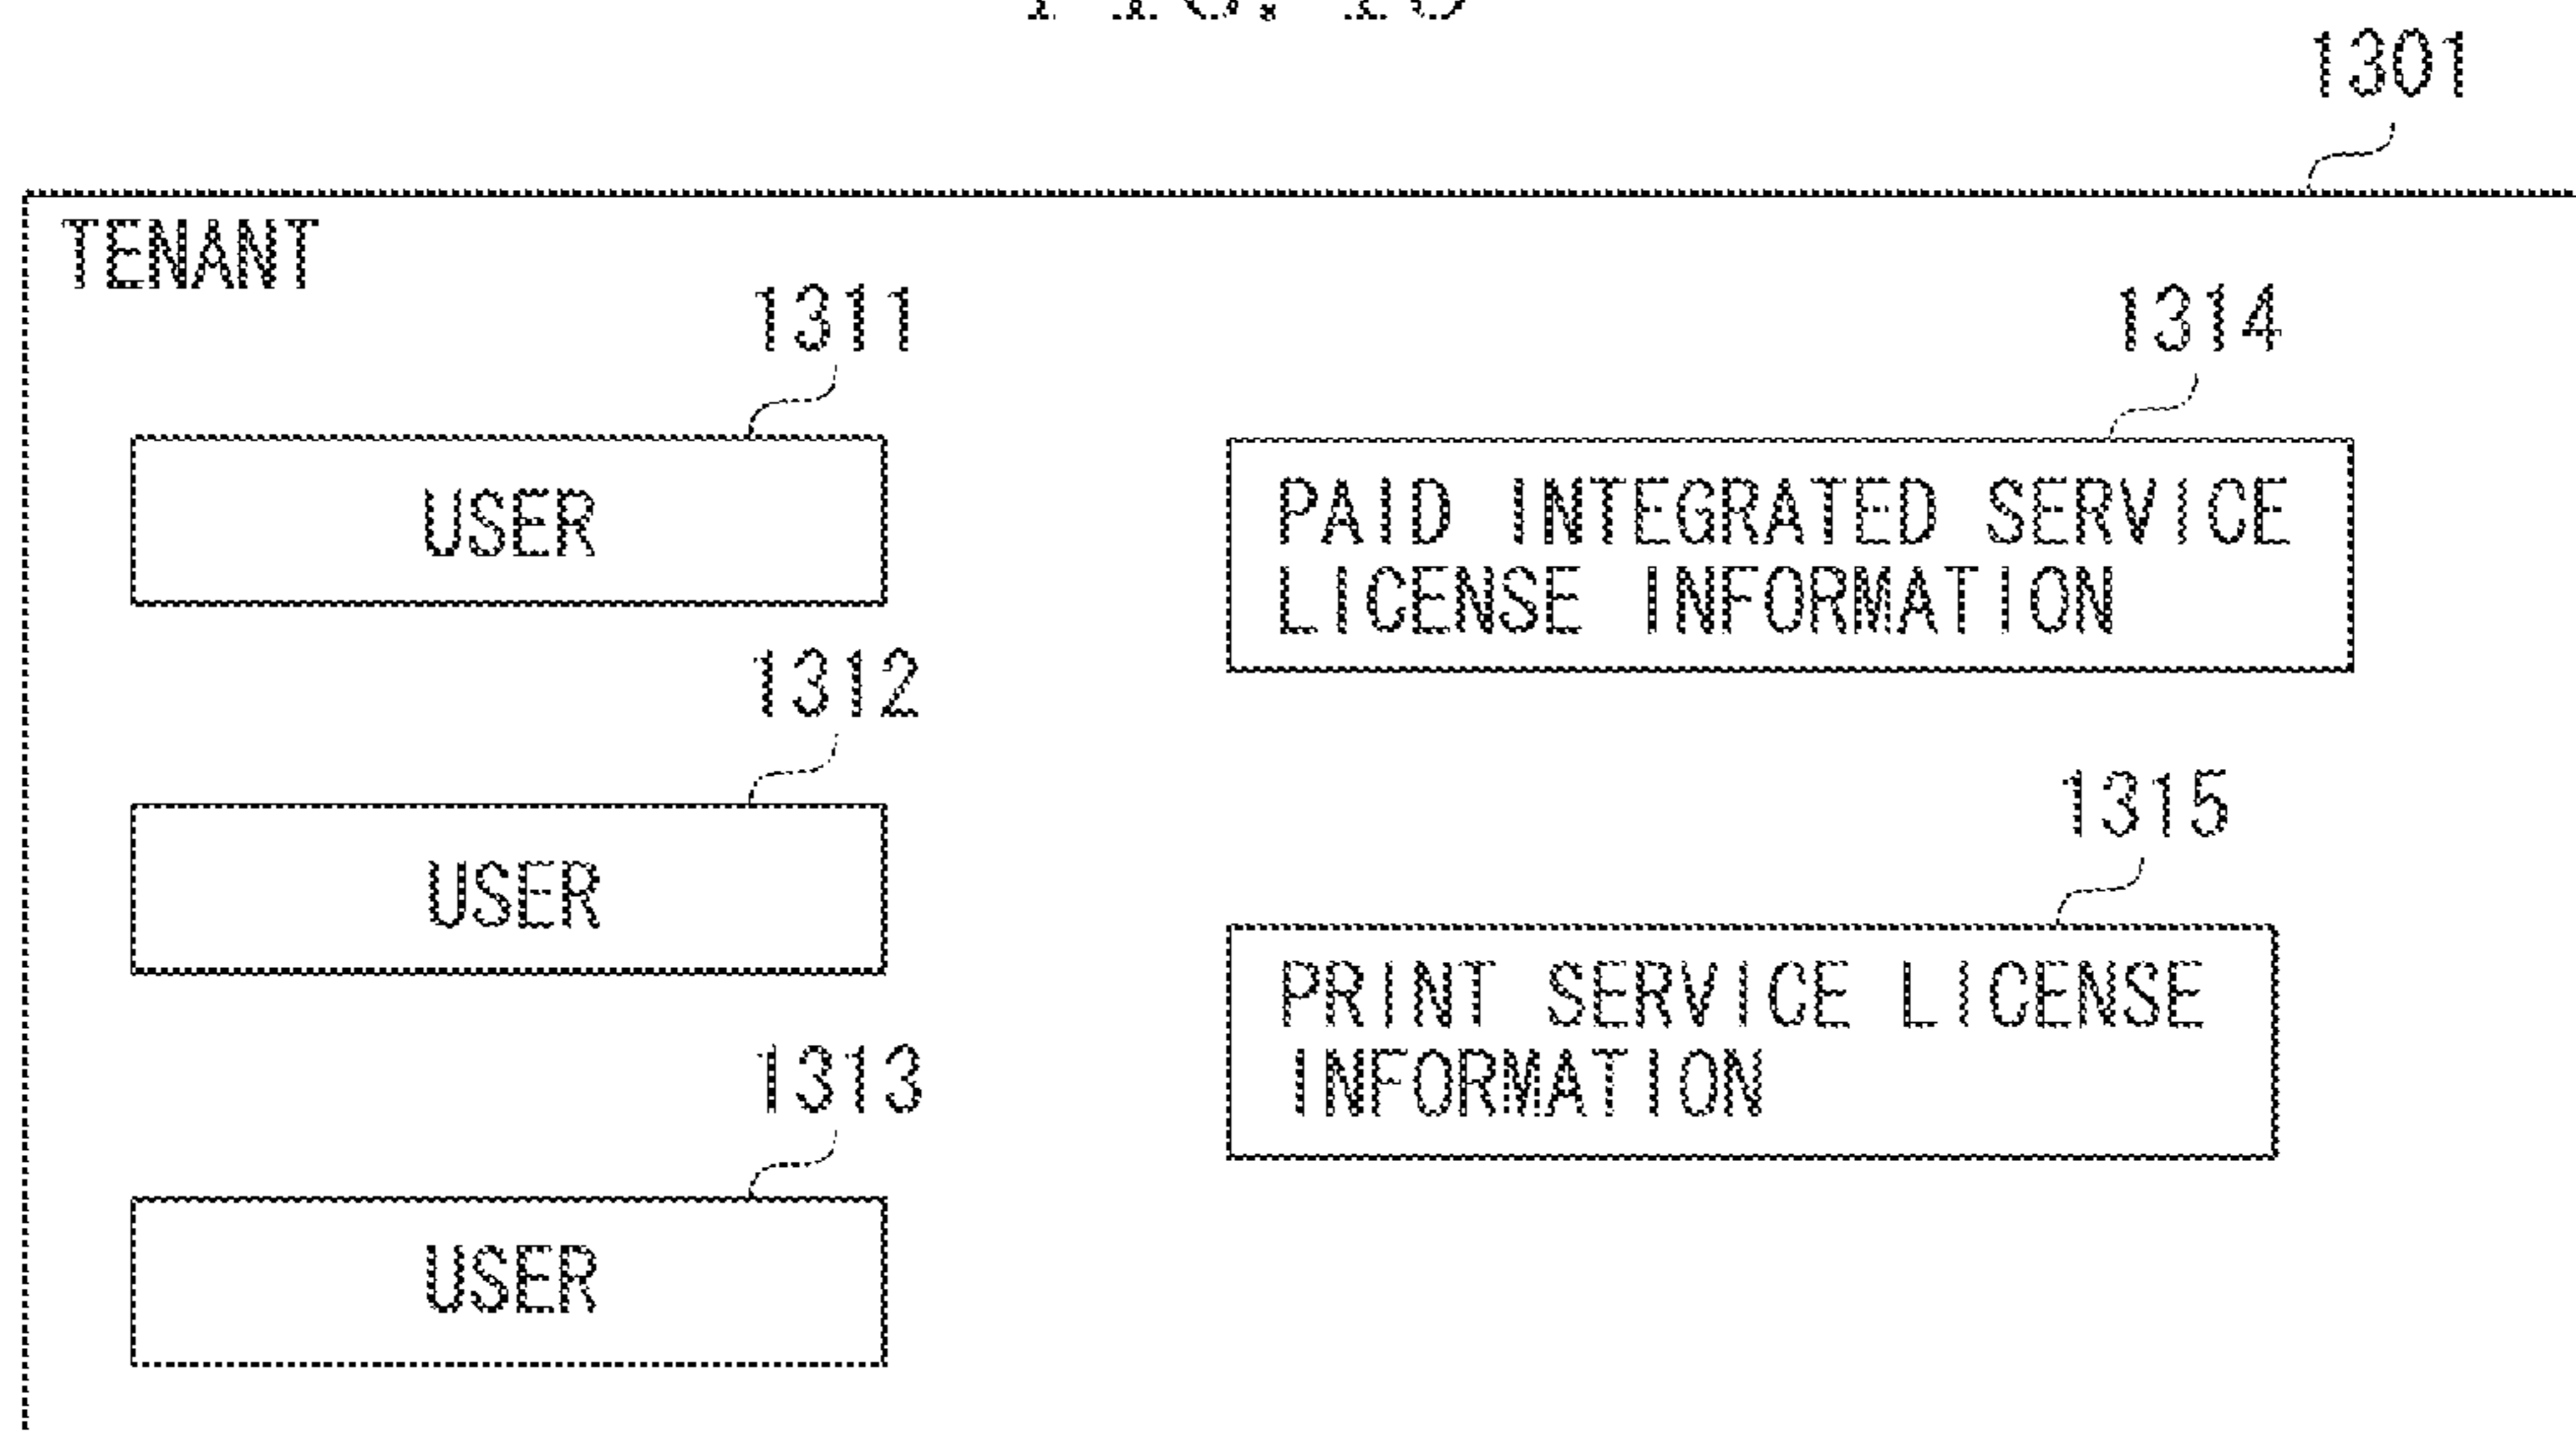 1301
TENANT
1311
1314
USER
PAID INTEGRATED SERVICE
LICENSE INFORMATION
1312
1315
USER
PRINT SERVICE LICENSE
INFORMATION
1313
USER